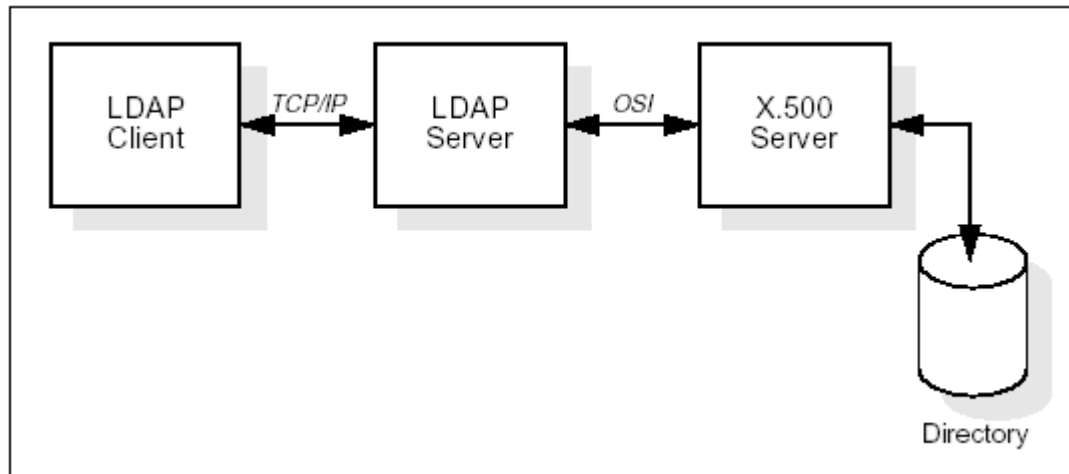 LDAP
Client
TCP/IP
LDAP
Server
OSI
X.500
Server
Directory